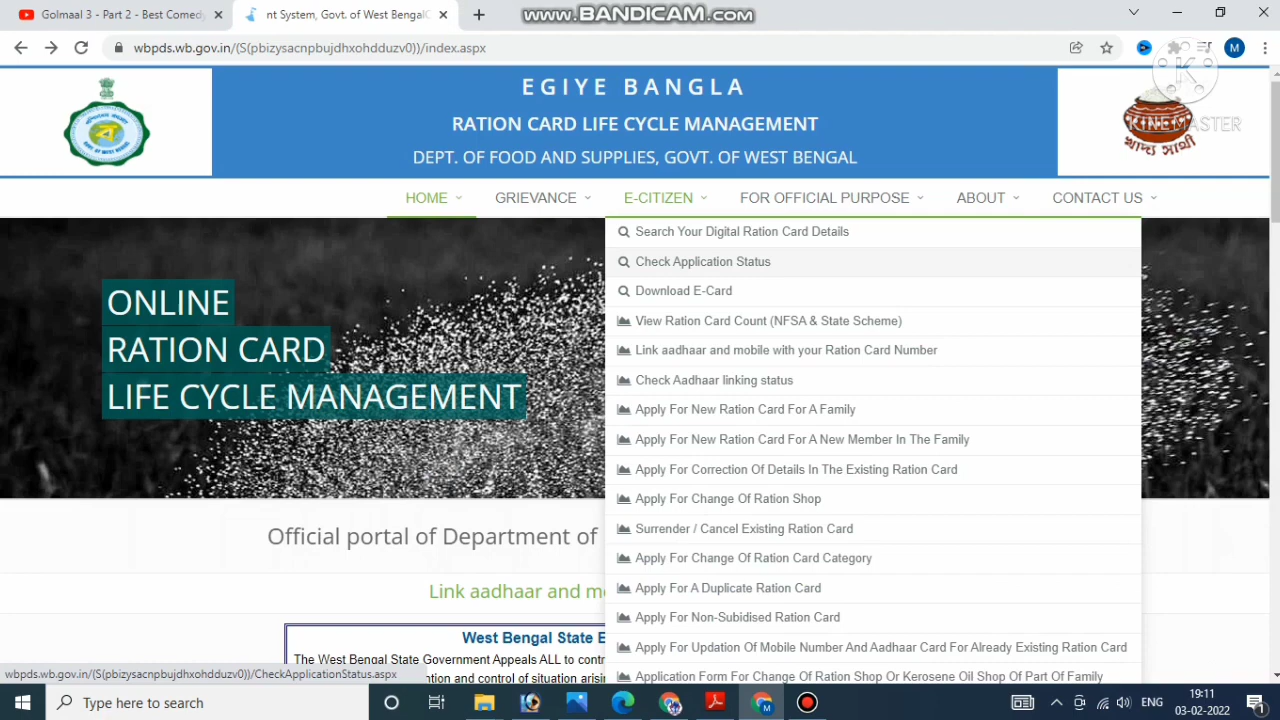 Golmaal 3 - Part 2 - Best Comedy
nt System, Govt. of West Bengal
www.BANDICAM.com
wbpds.wb.gov.in/(S(pbizysacnpbujdhxohdduzv0))/index.aspx
M
EGIYE BANGLA
RATION CARD LIFE CYCLE MANAGEMENT
DEPT. OF FOOD AND SUPPLIES, GOVT. OF WEST BENGAL
KINEMASTER
খাদ্য সাথী
HOME
GRIEVANCE
E-CITIZEN
FOR OFFICIAL PURPOSE
ABOUT
CONTACT US
Search Your Digital Ration Card Details
Check Application Status
Download E-Card
View Ration Card Count (NFSA & State Scheme)
Link aadhaar and mobile with your Ration Card Number
Check Aadhaar linking status
Apply For New Ration Card For A Family
Apply For New Ration Card For A New Member In The Family
Apply For Correction Of Details In The Existing Ration Card
Apply For Change Of Ration Shop
Surrender / Cancel Existing Ration Card
Apply For Change Of Ration Card Category
Apply For A Duplicate Ration Card
Apply For Non-Subidised Ration Card
Apply For Updation Of Mobile Number And Aadhaar Card For Already Existing Ration Card
Application Form For Change Of Ration Shop Or Kerosene Oil Shop Of Part Of Family
ONLINE
RATION CARD
LIFE CYCLE MANAGEMENT
Official portal of Department of
Link aadhaar and m
West Bengal State E
The West Bengal State Government Appeals ALL to contr
ntion and control of situation arisin
wbpds.wb.gov.in/(S(pbizysacnpbujdhxohdduzv0))/CheckApplicationStatus.aspx
Type here to search
ENG
19:11
03-02-2022
1